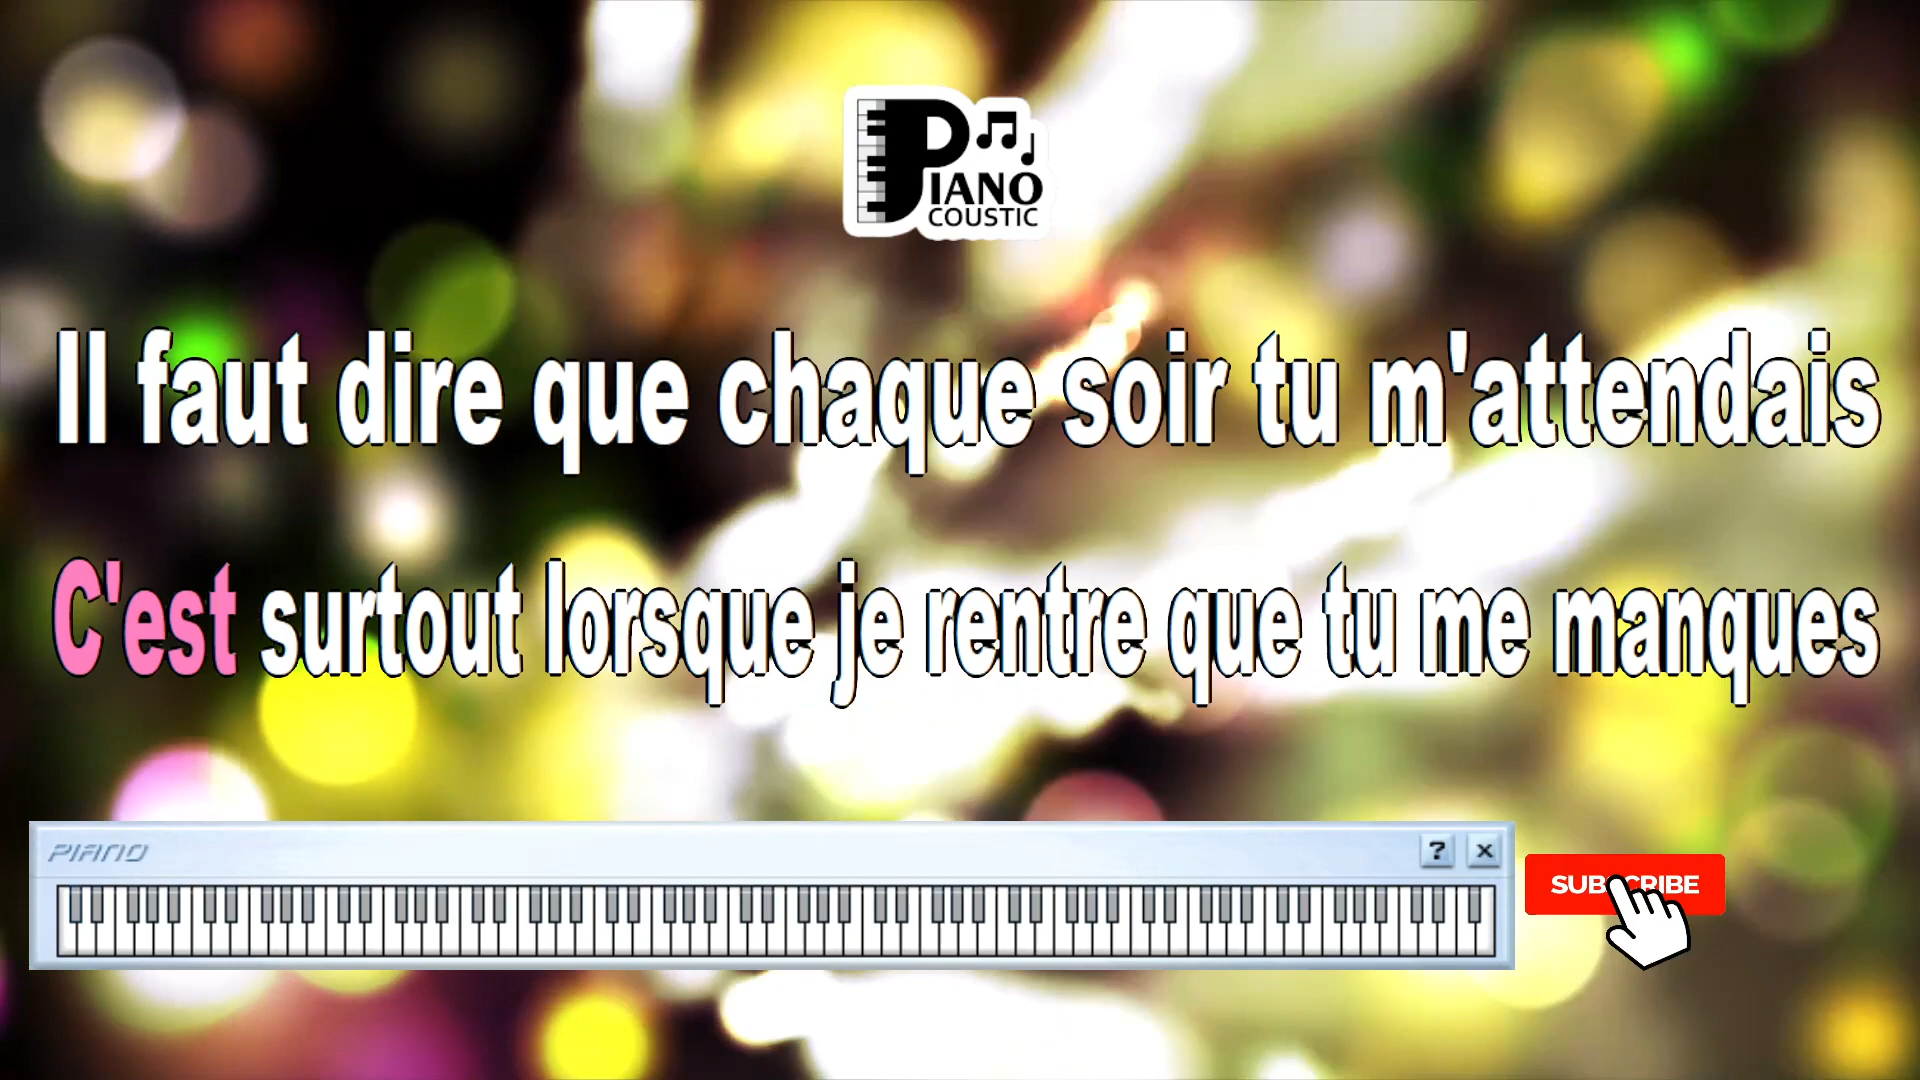 PIANO
COUSTIC
Il faut dire que chaque soir tu m'attendais
C'est surtout lorsque je rentre que tu me manques
PIANO
? x
SUBSCRIBE